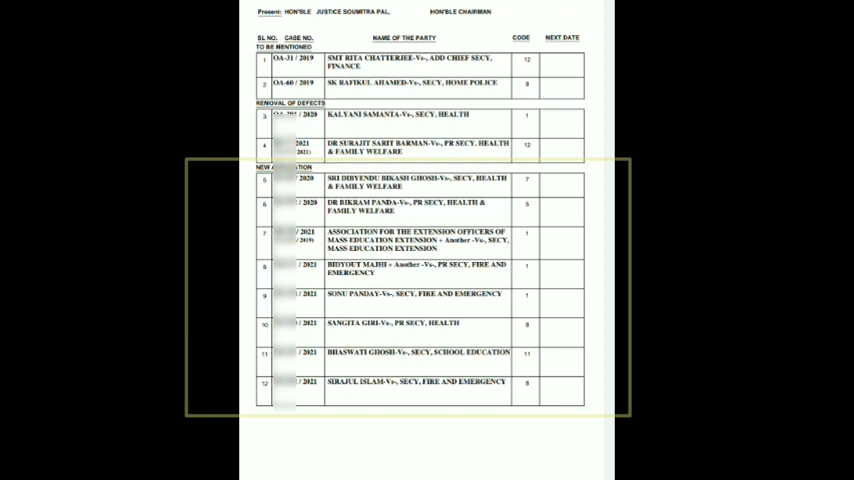 Present: HON'BLE JUSTICE SOUMITRA PAL, HON'BLE CHAIRMAN
SL NO. CASE NO. NAME OF THE PARTY CODE NEXT DATE
TO BE MENTIONED
1 OA-31 / 2019 SMT RITA CHATTERJEE-Vs-, ADD CHIEF SECY, 12
FINANCE
2 OA-60 / 2019 SK RAFIKUL AHAMED-Vs-, SECY, HOME POLICE 8
REMOVAL OF DEFECTS
3 / 2020 KALYANI SAMANTA-Vs-, SECY, HEALTH 1
4 2021 DR SURAJIT SARIT BARMAN-Vs-, PR SECY, HEALTH 12
2021) & FAMILY WELFARE
NEW
5 / 2020 SRI DIBYENDU BIKASH GHOSH-Vs-, SECY, HEALTH 7
& FAMILY WELFARE
6 / 2020 DR BIKRAM PANDA-Vs-, PR SECY, HEALTH & 5
FAMILY WELFARE
7 / 2021 ASSOCIATION FOR THE EXTENSION OFFICERS OF 1
/ 2019) MASS EDUCATION EXTENSION + Another -Vs-, SECY,
MASS EDUCATION EXTENSION
8 / 2021 BIDYOUT MAJHI + Another -Vs-, PR SECY, FIRE AND 1
EMERGENCY
9 / 2021 SONU PANDAY-Vs-, SECY, FIRE AND EMERGENCY 1
10 / 2021 SANGITA GIRI-Vs-, PR SECY, HEALTH 8
11 / 2021 BHASWATI GHOSH-Vs-, SECY, SCHOOL EDUCATION 11
12 / 2021 SIRAJUL ISLAM-Vs-, SECY, FIRE AND EMERGENCY 6